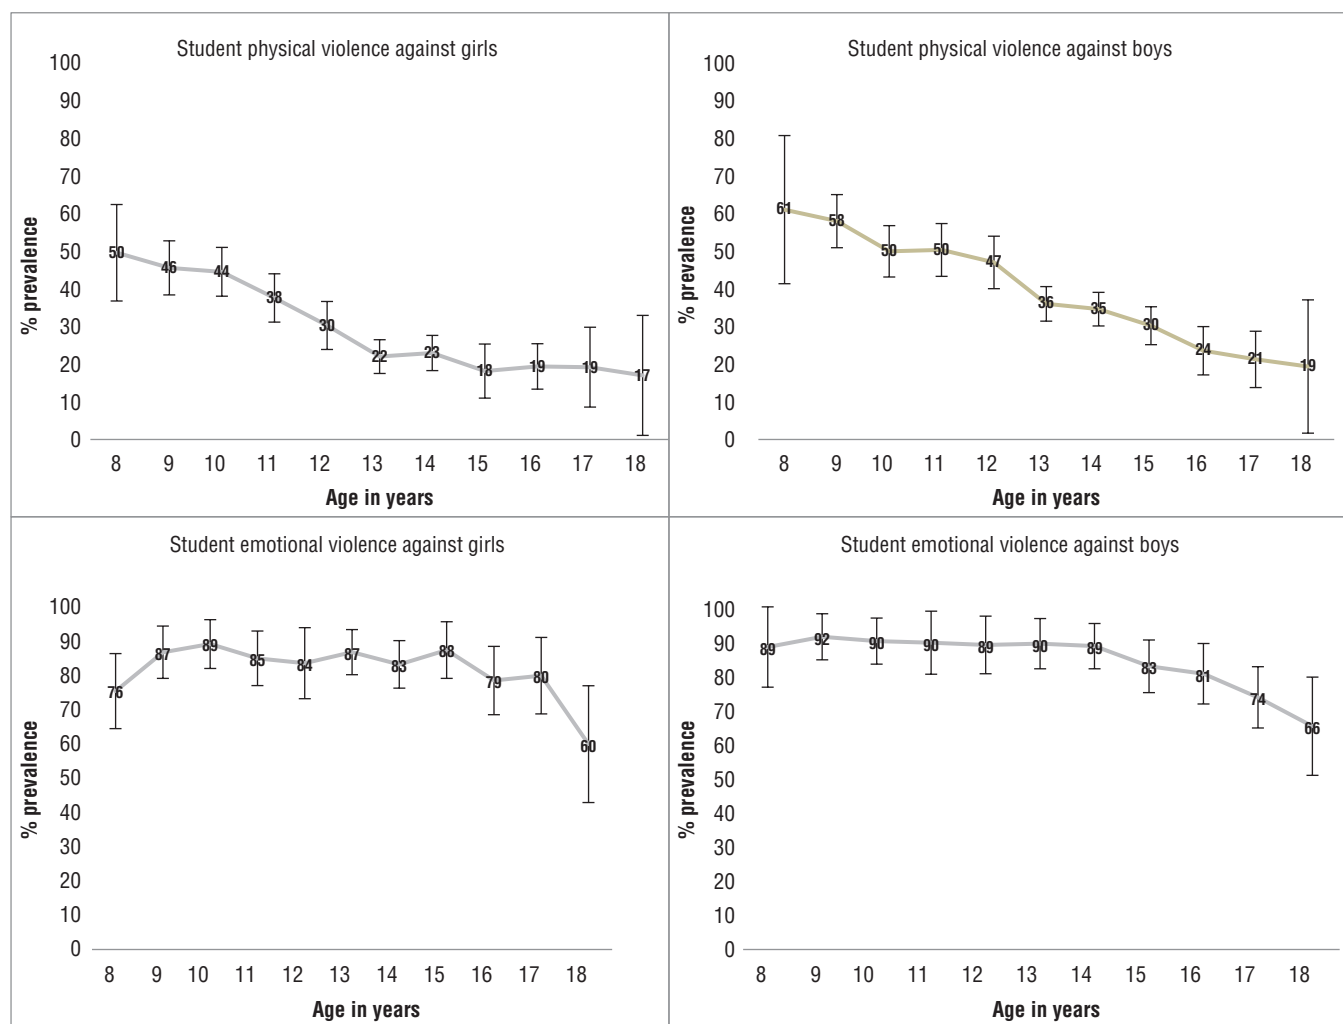 Student physical violence against girls
100
90
80
70
60
50
40
30
20
10
0
% prevalence
50 46 44 38 30 22 23 18 19 19 17
8 9 10 11 12 13 14 15 16 17 18
Age in years
Student physical violence against boys
100
90
80
70
60
50
40
30
20
10
0
% prevalence
61 58 50 50 47 36 35 30 24 21 19
8 9 10 11 12 13 14 15 16 17 18
Age in years
Student emotional violence against girls
100
90
80
70
60
50
40
30
20
10
0
% prevalence
76 87 89 85 84 87 83 88 79 80 60
8 9 10 11 12 13 14 15 16 17 18
Age in years
Student emotional violence against boys
100
90
80
70
60
50
40
30
20
10
0
% prevalence
89 92 90 90 89 90 89 83 81 74 66
8 9 10 11 12 13 14 15 16 17 18
Age in years